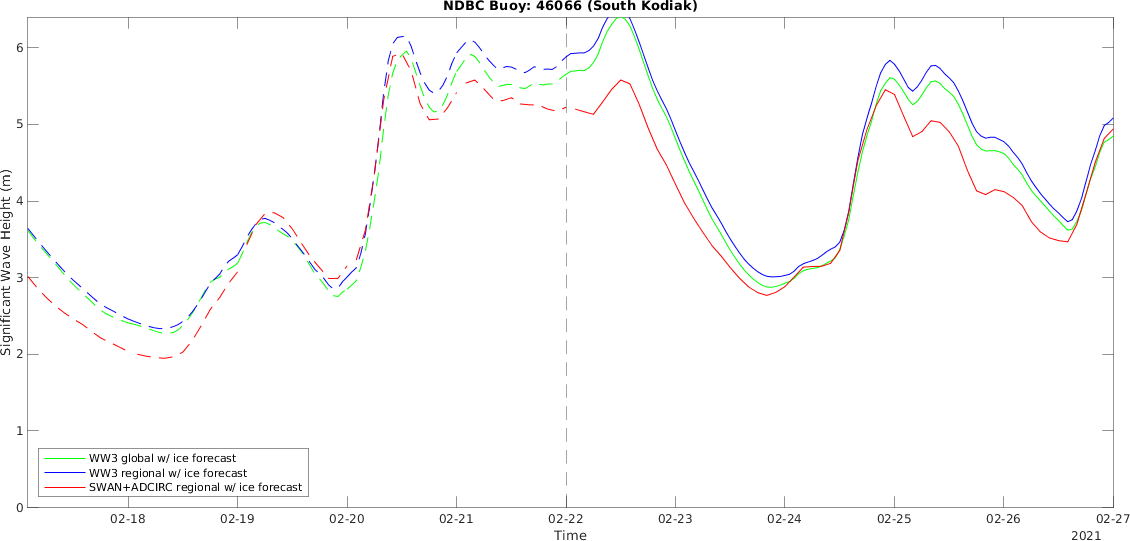 NDBC Buoy: 46066 (South Kodiak)
6
5
4
3
2
1
0
Significant Wave Height (m)
WW3 global w/ ice forecast
WW3 regional w/ ice forecast
SWAN+ADCIRC regional w/ ice forecast
02-18 02-19 02-20 02-21 02-22 02-23 02-24 02-25 02-26 02-27
Time
2021